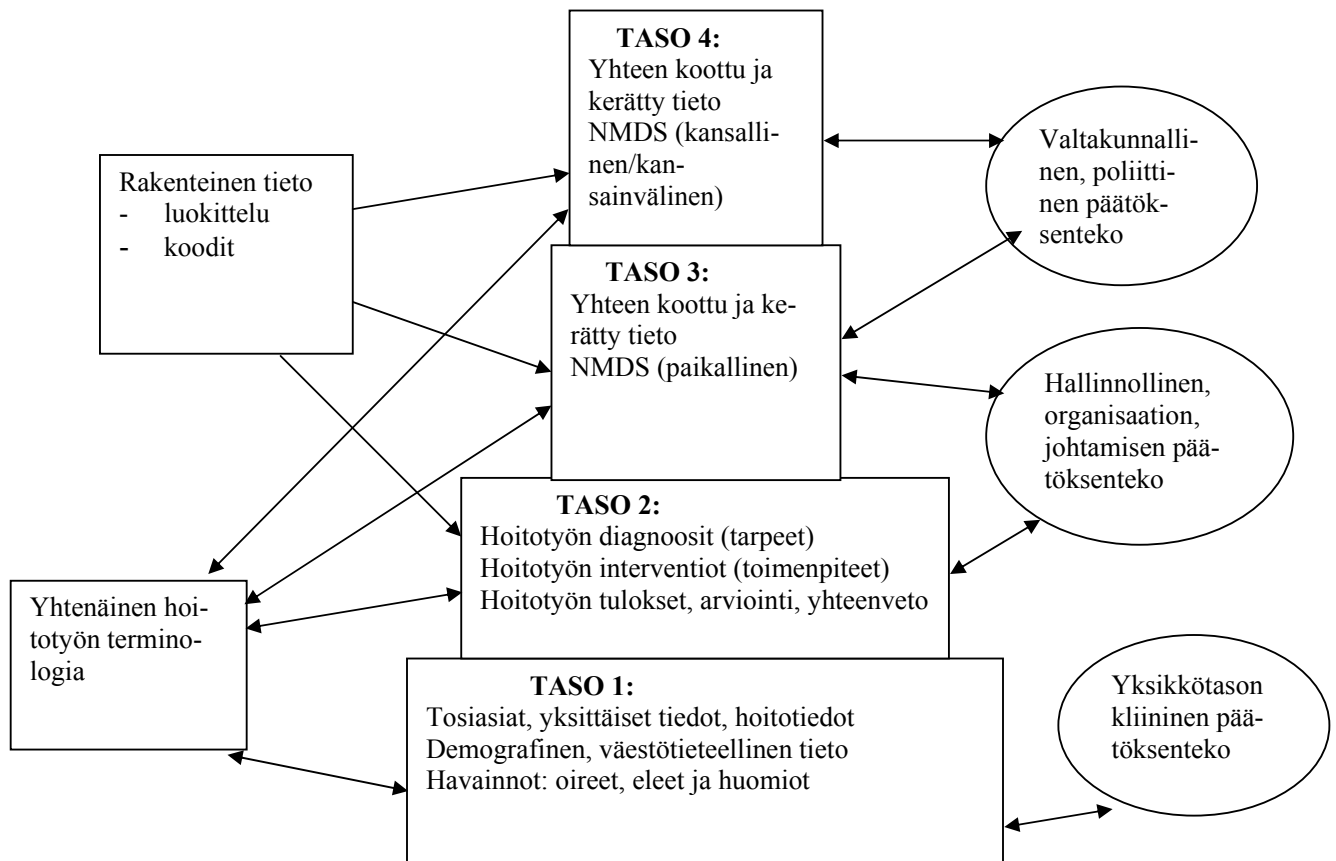 TASO 4:
Yhteen koottu ja
kerätty tieto
NMDS (kansalli-
nen/kan-
sainvälinen)
Valtakunnalli-
nen, poliitti-
nen päätök-
senteko
Rakenteinen tieto
- luokittelu
- koodit
TASO 3:
Yhteen koottu ja ke-
rätty tieto
NMDS (paikallinen)
Hallinnollinen,
organisaation,
johtamisen pää-
töksenteko
TASO 2:
Hoitotyön diagnoosit (tarpeet)
Hoitotyön interventiot (toimenpiteet)
Hoitotyön tulokset, arviointi, yhteenveto
Yhtenäinen hoi-
totyön termino-
logia
TASO 1:
Tosiasiat, yksittäiset tiedot, hoitotiedot
Demografinen, väestötieteellinen tieto
Havainnot: oireet, eleet ja huomiot
Yksikkötason
kliininen pää-
töksenteko